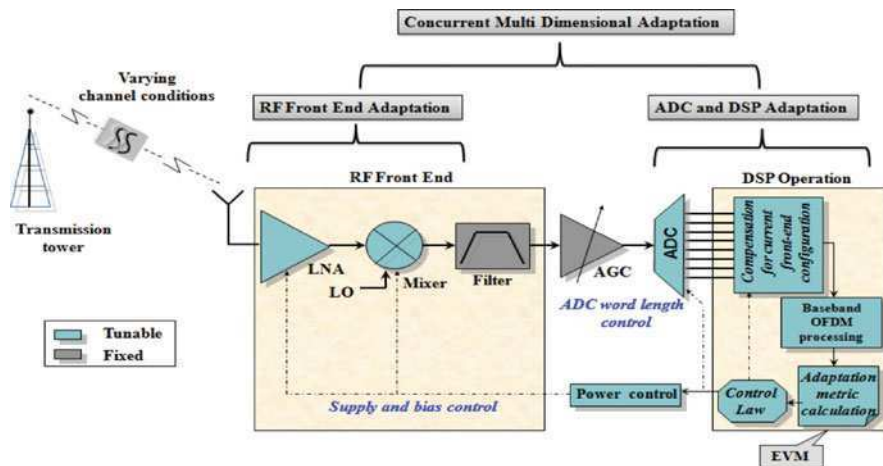 Concurrent Multi Dimensional Adaptation
Varying
channel conditions
RF Front End Adaptation
ADC and DSP Adaptation
RF Front End
DSP Operation
Transmission
tower
LNA
LO
Mixer
Filter
AGC
ADC
Compensation
for current
front-end
configuration
ADC word length
control
Tunable
Fixed
Baseband
OFDM
processing
Supply and bias control
Power control
Control
Law
Adaptation
metric
calculation
EVM